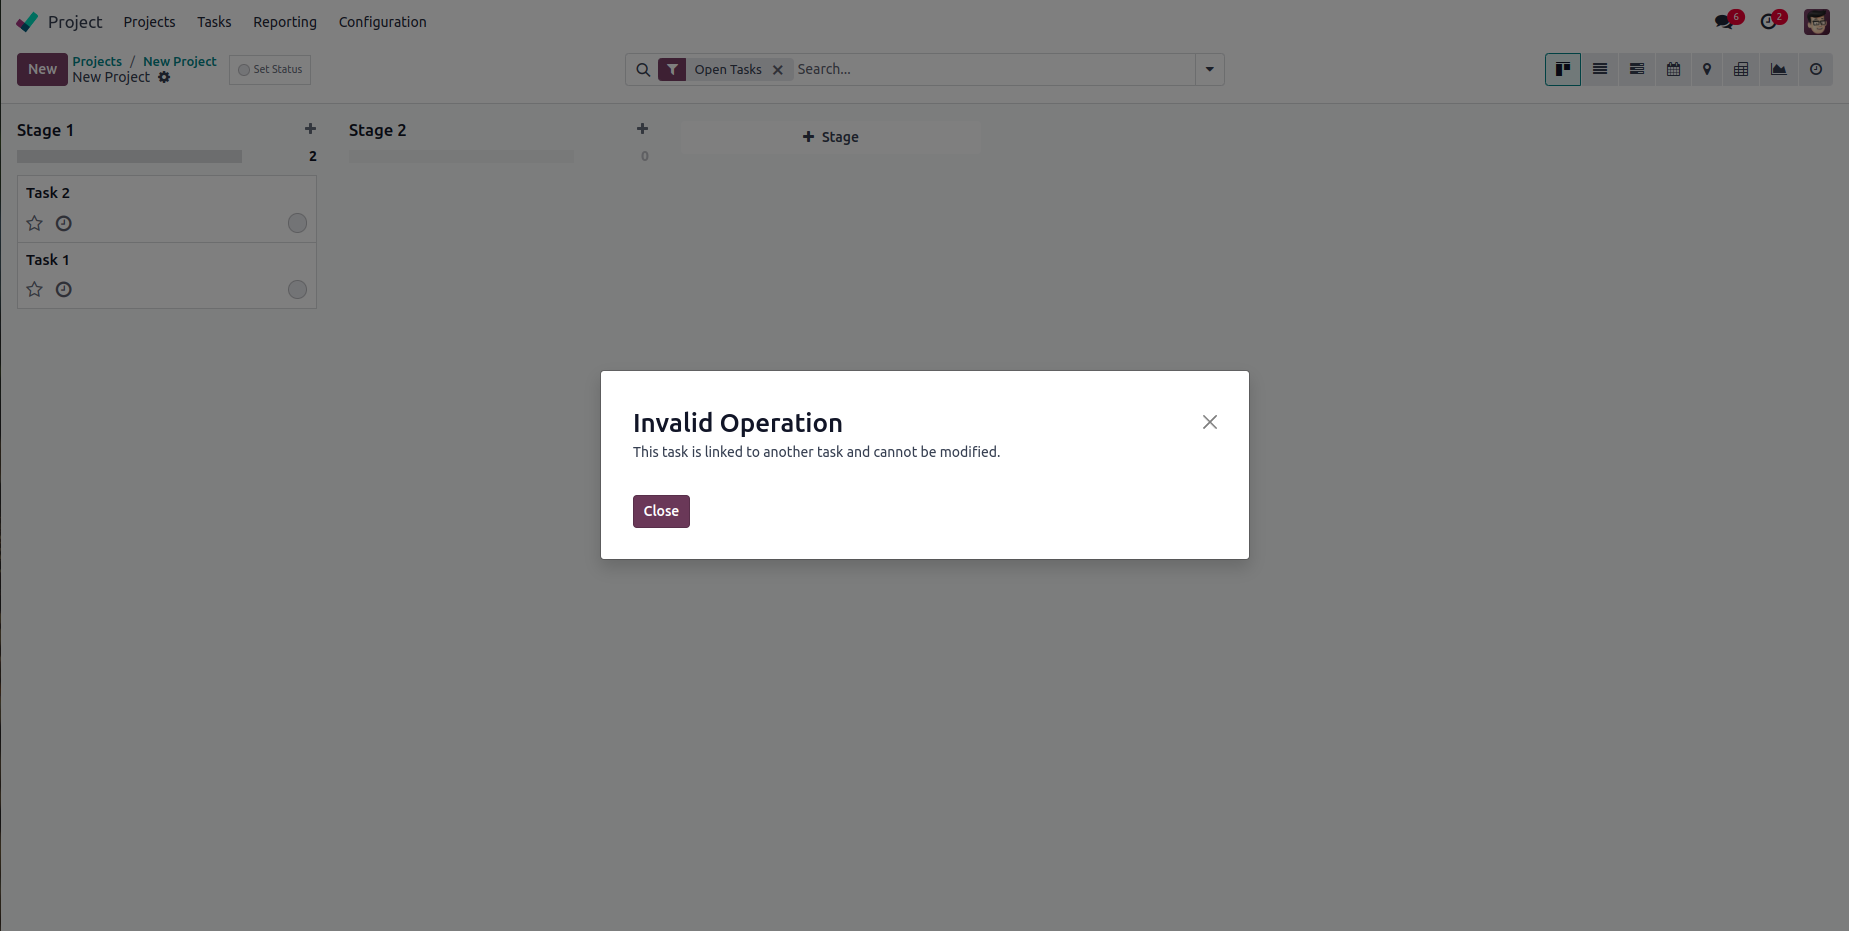 Project Projects Tasks Reporting Configuration 6 2
New Projects / New Project Set Status Open Tasks Search...
New Project
Stage 1 Stage 2 Stage
2 0
Task 2
Task 1
Invalid Operation
This task is linked to another task and cannot be modified.
Close